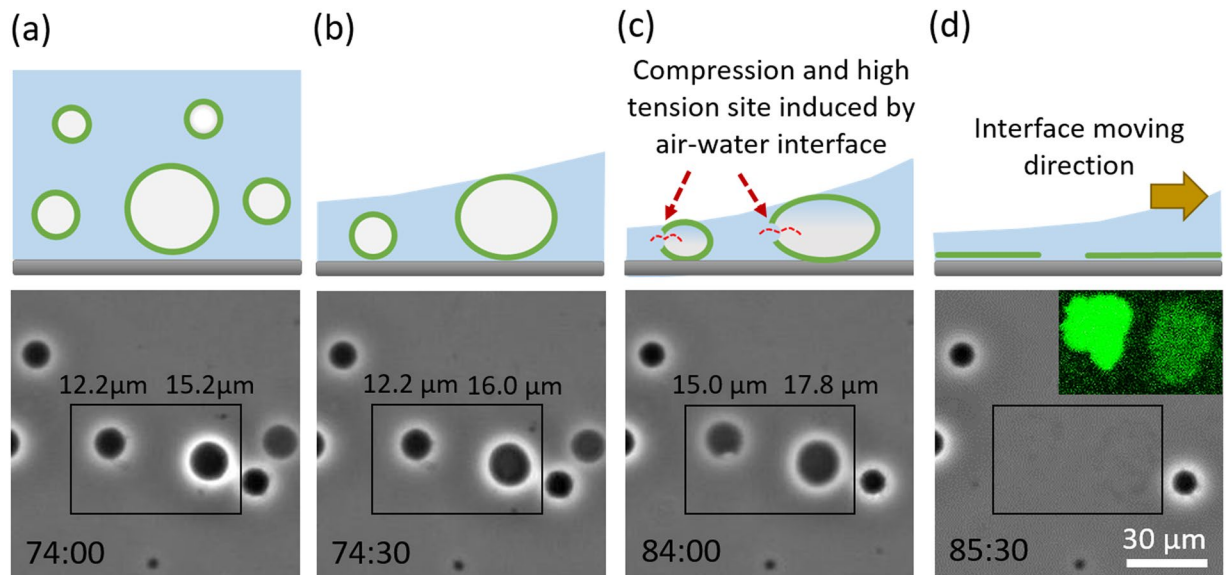 (a)
(b)
(c)
(d)
Compression and high
tension site induced by
air-water interface
Interface moving
direction
12.2μm 15.2μm
12.2 μm 16.0 μm
15.0 μm 17.8 μm
74:00
74:30
84:00
85:30
30 μm